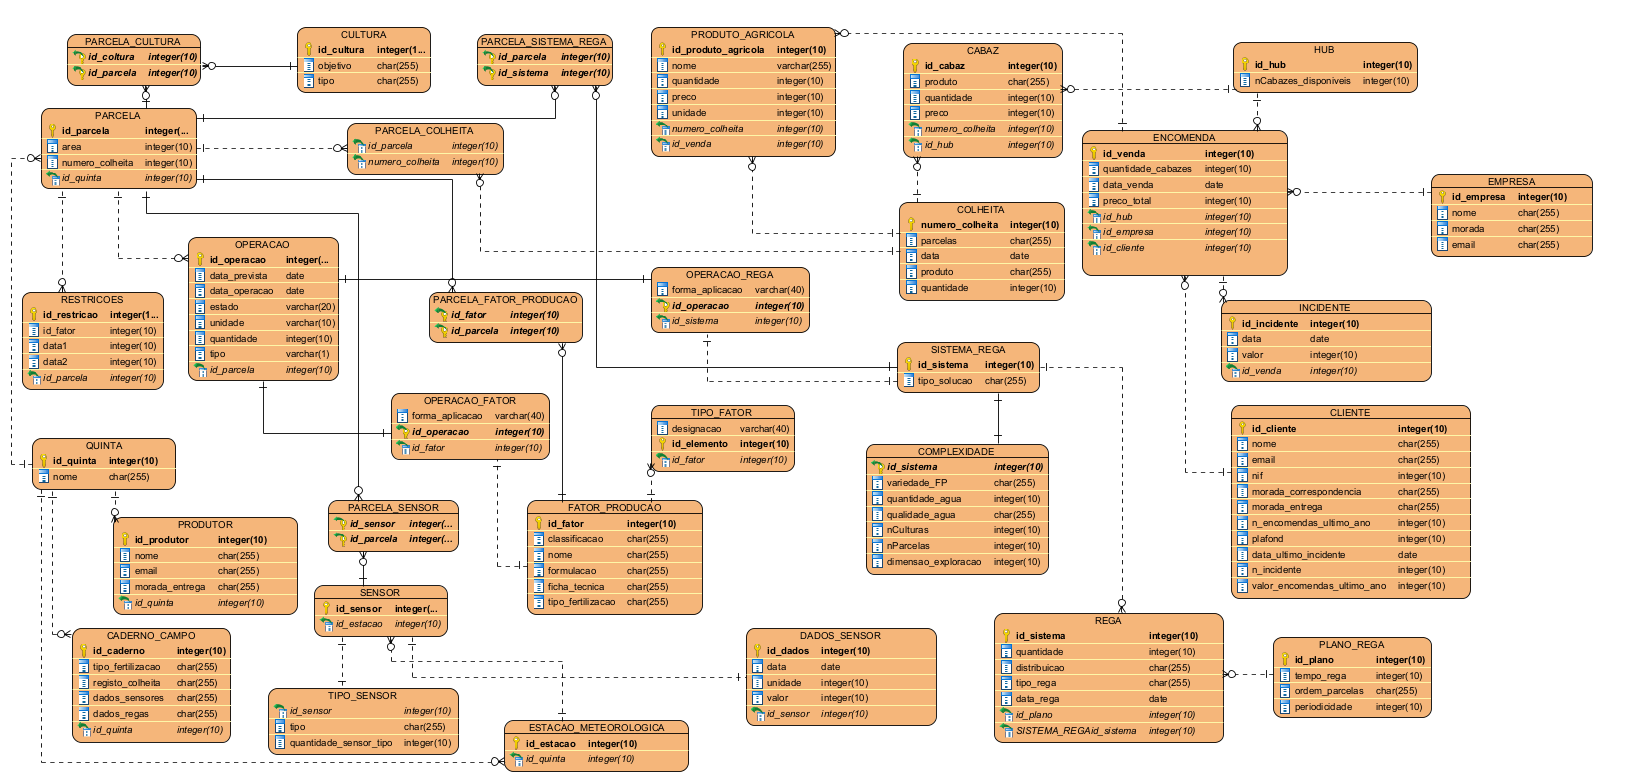 PARCELA_CULTURA
id_coltura integer(10)
id_parcela integer(10)
CULTURA
id_cultura integer(1...
objetivo char(255)
tipo char(255)
PARCELA_SISTEMA_REGA
id_parcela integer(10)
id_sistema integer(10)
PRODUTO_AGRICOLA
id_produto_agricola integer(10)
nome varchar(255)
quantidade integer(10)
preco integer(10)
unidade integer(10)
numero_colheita integer(10)
id_venda integer(10)
CABAZ
id_cabaz integer(10)
produto char(255)
quantidade integer(10)
preco integer(10)
numero_colheita integer(10)
id_hub integer(10)
HUB
id_hub integer(10)
nCabazes_disponiveis integer(10)
PARCELA
id_parcela integer(...
area integer(10)
numero_colheita integer(10)
id_quinta integer(10)
PARCELA_COLHEITA
id_parcela integer(10)
numero_colheita integer(10)
ENCOMENDA
id_venda integer(10)
quantidade_cabazes integer(10)
data_venda date
preco_total integer(10)
id_hub integer(10)
id_empresa integer(10)
id_cliente integer(10)
EMPRESA
id_empresa integer(10)
nome char(255)
morada char(255)
email char(255)
COLHEITA
numero_colheita integer(10)
parcelas char(255)
data date
produto char(255)
quantidade integer(10)
OPERACAO
id_operacao integer(...
data_prevista date
data_operacao date
estado varchar(20)
unidade varchar(10)
quantidade integer(10)
tipo varchar(1)
id_parcela integer(10)
OPERACAO_REGA
forma_aplicacao varchar(40)
id_operacao integer(10)
id_sistema integer(10)
RESTRICOES
id_restricao integer(1...
id_fator integer(10)
data1 integer(10)
data2 integer(10)
id_parcela integer(10)
PARCELA_FATOR_PRODUCAO
id_fator integer(10)
id_parcela integer(10)
INCIDENTE
id_incidente integer(10)
data date
valor integer(10)
id_venda integer(10)
SISTEMA_REGA
id_sistema integer(10)
tipo_solucao char(255)
OPERACAO_FATOR
forma_aplicacao varchar(40)
id_operacao integer(10)
id_fator integer(10)
TIPO_FATOR
designacao varchar(40)
id_elemento integer(10)
id_fator integer(10)
CLIENTE
id_cliente integer(10)
nome char(255)
email char(255)
nif integer(10)
morada_correspondencia char(255)
morada_entrega char(255)
n_encomendas_ultimo_ano integer(10)
plafond integer(10)
data_ultimo_incidente date
n_incidente integer(10)
valor_encomendas_ultimo_ano integer(10)
QUINTA
id_quinta integer(10)
nome char(255)
COMPLEXIDADE
id_sistema integer(10)
variedade_FP char(255)
quantidade_agua integer(10)
qualidade_agua char(255)
nCulturas integer(10)
nParcelas integer(10)
dimensao_exploracao integer(10)
PARCELA_SENSOR
id_sensor integer(...
id_parcela integer(...
FATOR_PRODUCAO
id_fator integer(10)
classificacao char(255)
nome char(255)
formulacao char(255)
ficha_tecnica char(255)
tipo_fertilizacao char(255)
PRODUTOR
id_produtor integer(10)
nome char(255)
email char(255)
morada_entrega char(255)
id_quinta integer(10)
SENSOR
id_sensor integer(...
id_estacao integer(10)
CADERNO_CAMPO
id_caderno integer(10)
tipo_fertilizacao char(255)
registo_colheita char(255)
dados_sensores char(255)
dados_regas char(255)
id_quinta integer(10)
DADOS_SENSOR
id_dados integer(10)
data date
unidade integer(10)
valor integer(10)
id_sensor integer(10)
REGA
id_sistema integer(10)
quantidade integer(10)
distribuicao char(255)
tipo_rega char(255)
data_rega date
id_plano integer(10)
SISTEMA_REGAid_sistema integer(10)
PLANO_REGA
id_plano integer(10)
tempo_rega integer(10)
ordem_parcelas char(255)
periodicidade integer(10)
TIPO_SENSOR
id_sensor integer(10)
tipo char(255)
quantidade_sensor_tipo integer(10)
ESTACAO_METEOROLOGICA
id_estacao integer(10)
id_quinta integer(10)